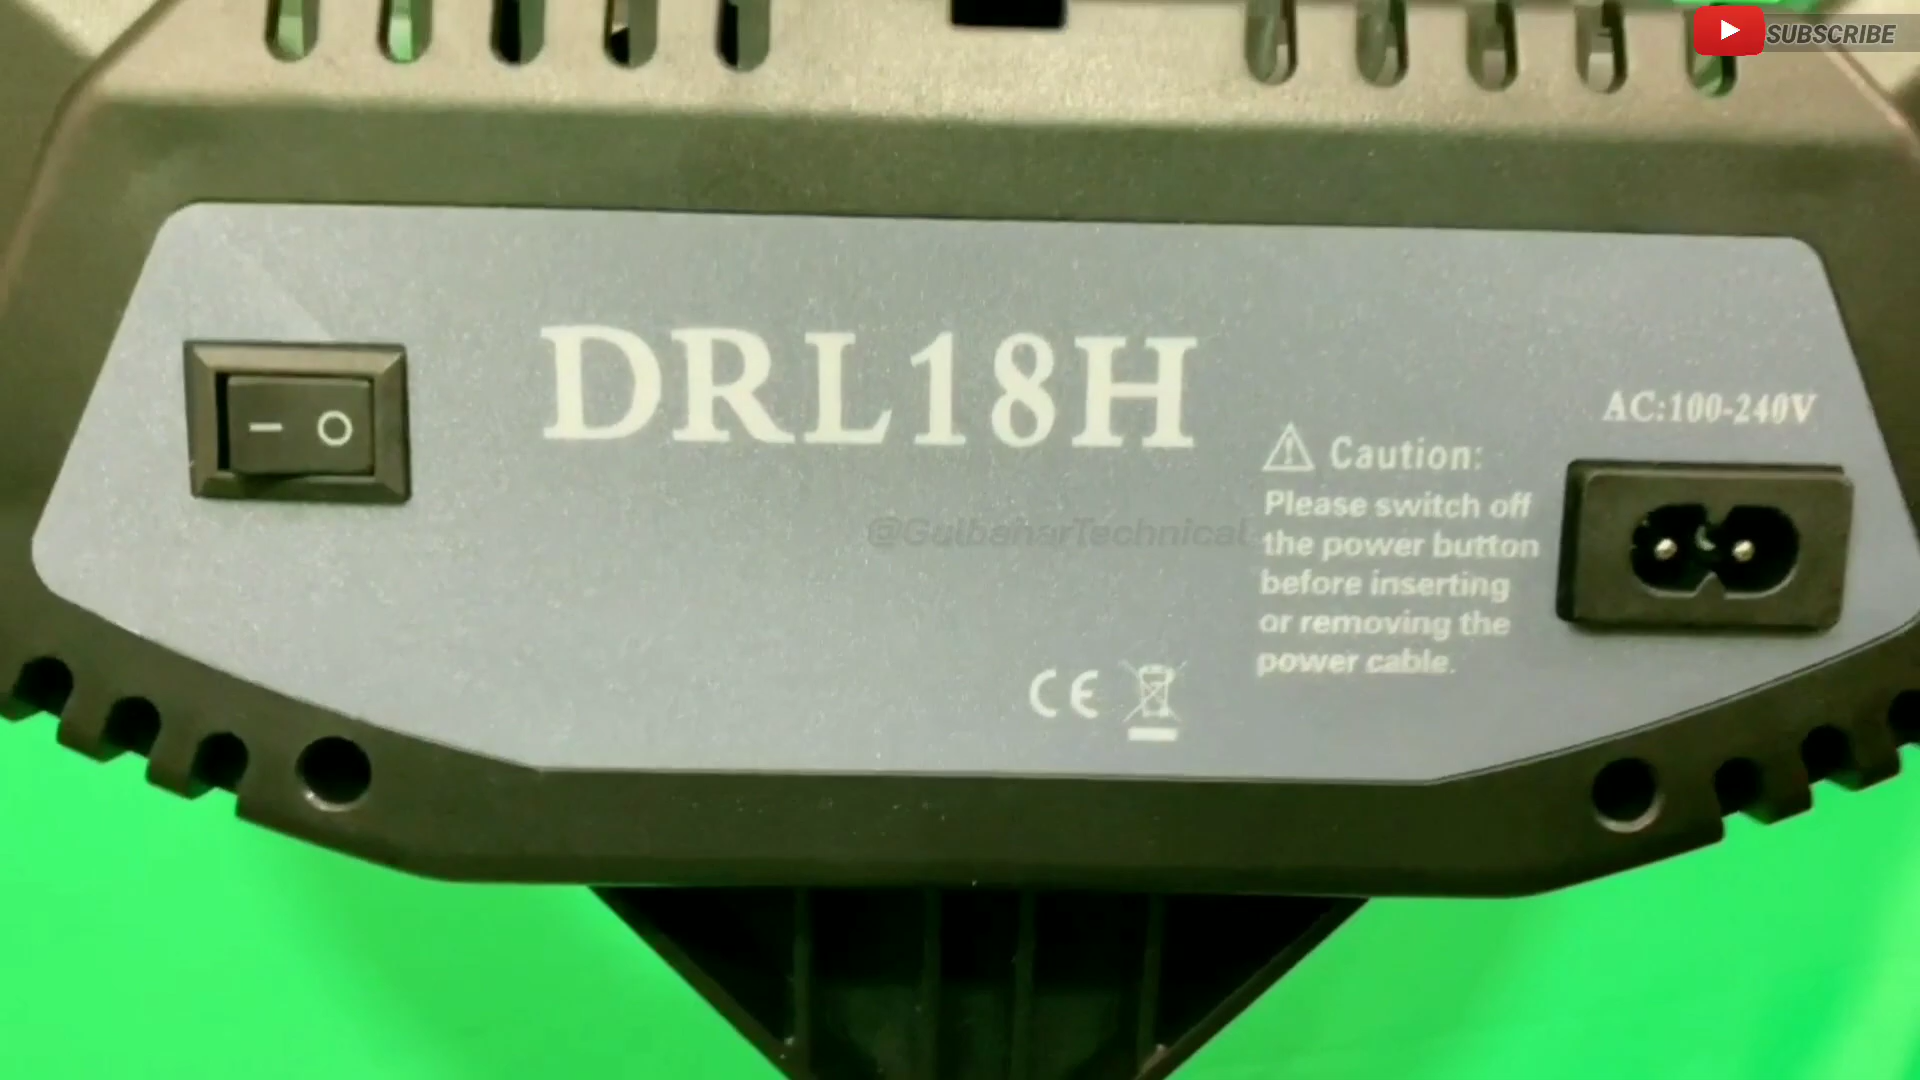 SUBSCRIBE
DRL18H
AC:100-240V
Caution:
Please switch off
the power button
before inserting
or removing the
power cable.
@GulbaharTechnical
CE